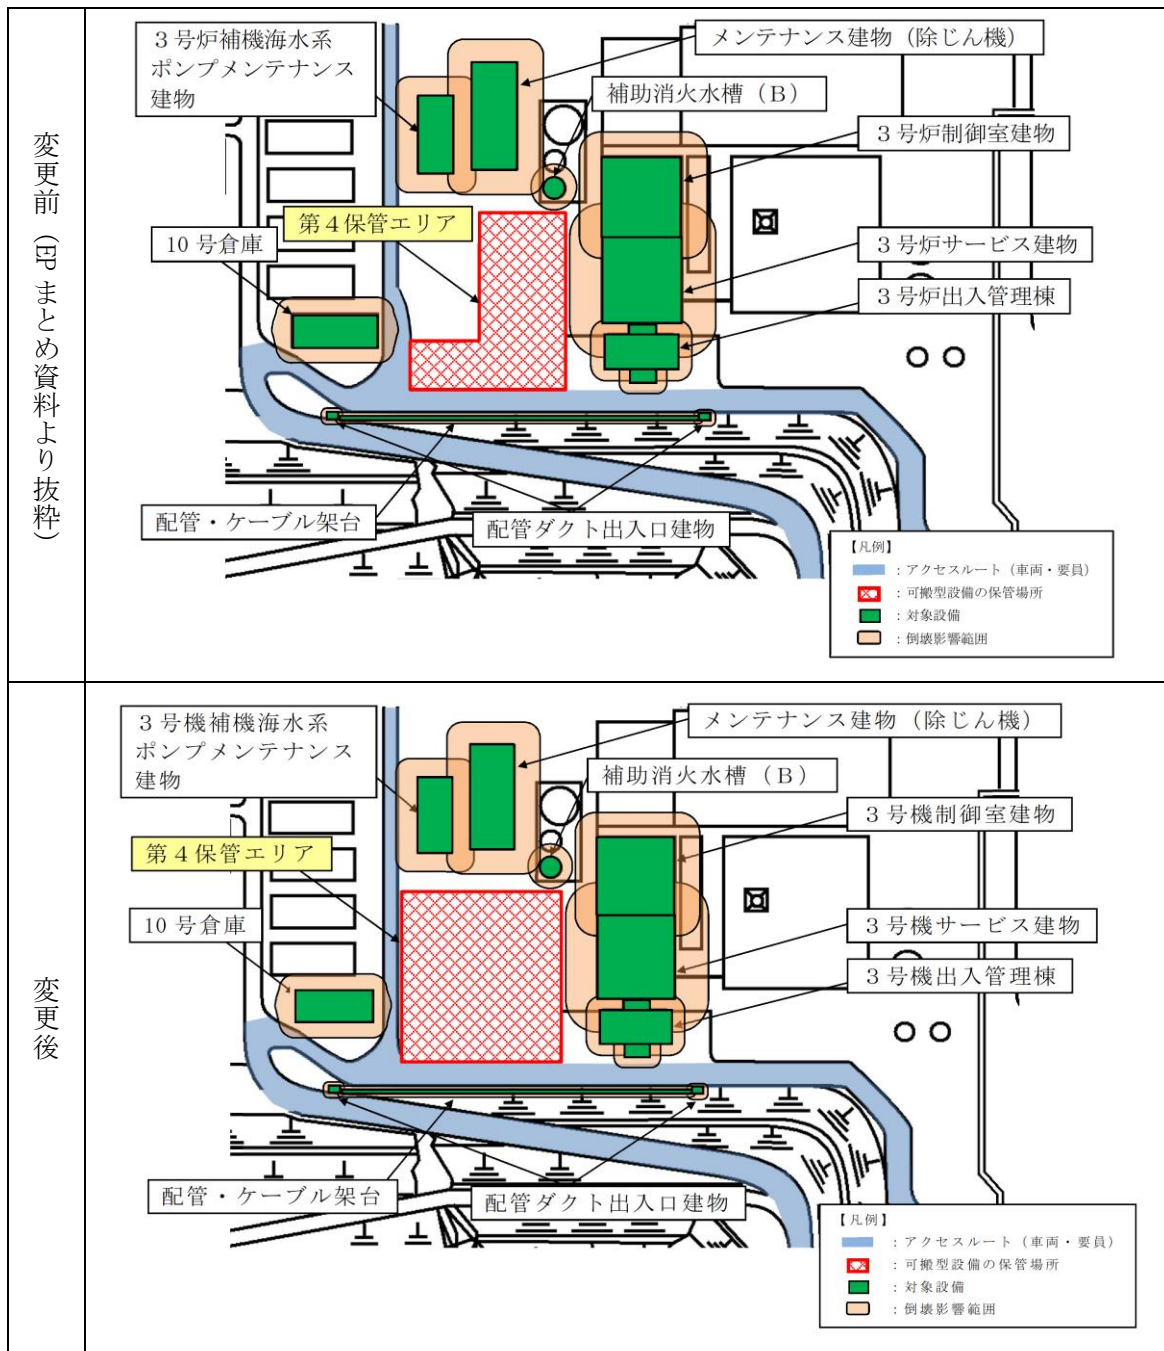 変更前（EPまとめ資料より抜粋）
３号炉補機海水系
ポンプメンテナンス
建物
メンテナンス建物（除じん機）
補助消火水槽（Ｂ）
３号炉制御室建物
第４保管エリア
10 号倉庫
３号炉サービス建物
３号炉出入管理棟
配管・ケーブル架台
配管ダクト出入口建物
【凡例】
：アクセスルート（車両・要員）
：可搬型設備の保管場所
：対象設備
：倒壊影響範囲
変更後
３号機補機海水系
ポンプメンテナンス
建物
メンテナンス建物（除じん機）
補助消火水槽（Ｂ）
３号機制御室建物
第４保管エリア
10 号倉庫
３号機サービス建物
３号機出入管理棟
配管・ケーブル架台
配管ダクト出入口建物
【凡例】
：アクセスルート（車両・要員）
：可搬型設備の保管場所
：対象設備
：倒壊影響範囲